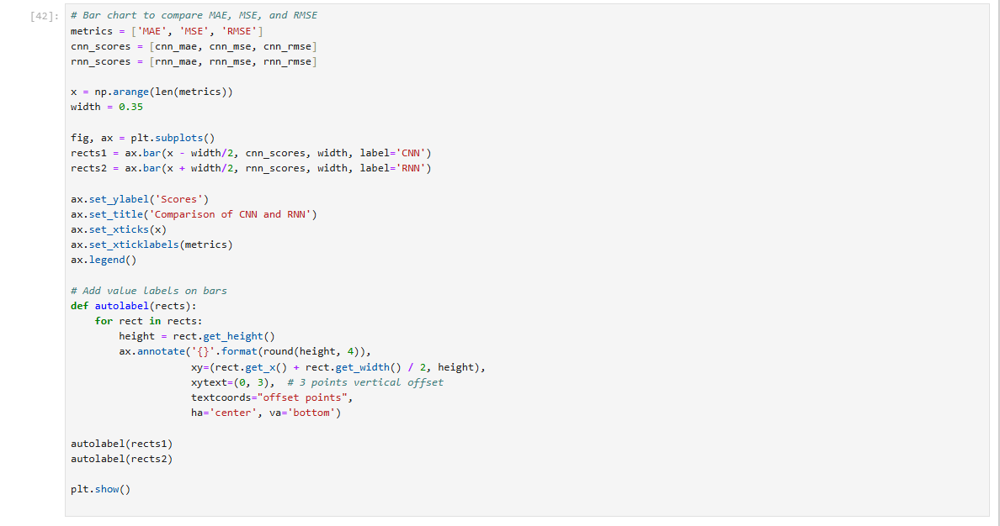 [42]:
# Bar chart to compare MAE, MSE, and RMSE
metrics = ['MAE', 'MSE', 'RMSE']
cnn_scores = [cnn_mae, cnn_mse, cnn_rmse]
rnn_scores = [rnn_mae, rnn_mse, rnn_rmse]

x = np.arange(len(metrics))
width = 0.35

fig, ax = plt.subplots()
rects1 = ax.bar(x - width/2, cnn_scores, width, label='CNN')
rects2 = ax.bar(x + width/2, rnn_scores, width, label='RNN')

ax.set_ylabel('Scores')
ax.set_title('Comparison of CNN and RNN')
ax.set_xticks(x)
ax.set_xticklabels(metrics)
ax.legend()

# Add value labels on bars
def autolabel(rects):
    for rect in rects:
        height = rect.get_height()
        ax.annotate('{}'.format(round(height, 4)),
                    xy=(rect.get_x() + rect.get_width() / 2, height),
                    xytext=(0, 3),  # 3 points vertical offset
                    textcoords="offset points",
                    ha='center', va='bottom')

autolabel(rects1)
autolabel(rects2)

plt.show()